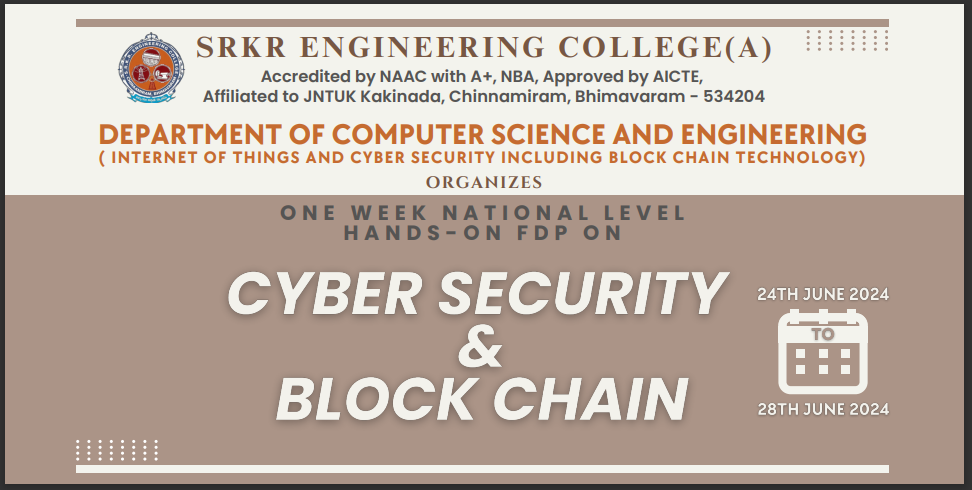 SRKR ENGINEERING COLLEGE(A)
Accredited by NAAC with A+, NBA, Approved by AICTE,
Affiliated to JNTUK Kakinada, Chinnamiram, Bhimavaram - 534204
DEPARTMENT OF COMPUTER SCIENCE AND ENGINEERING
( INTERNET OF THINGS AND CYBER SECURITY INCLUDING BLOCK CHAIN TECHNOLOGY)
ORGANIZES
ONE WEEK NATIONAL LEVEL
HANDS-ON FDP ON
CYBER SECURITY
&
BLOCK CHAIN
24TH JUNE 2024
TO
28TH JUNE 2024